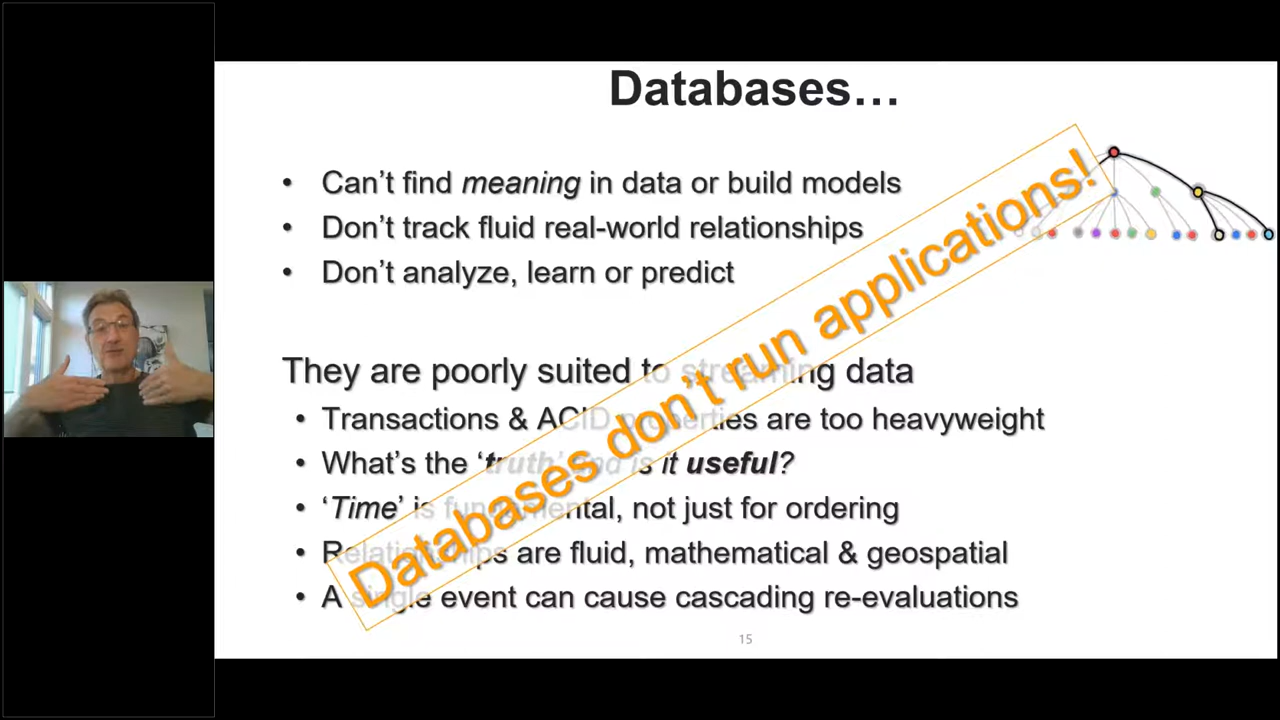 Databases…
• Can't find meaning in data or build models
• Don't track fluid real-world relationships
• Don't analyze, learn or predict
They are poorly suited to streaming data
• Transactions & ACID properties are too heavyweight
• What's the 'truth' and is it useful?
• 'Time' is fundamental, not just for ordering
• Relationships are fluid, mathematical & geospatial
• A single event can cause cascading re-evaluations
Databases don't run applications!
15